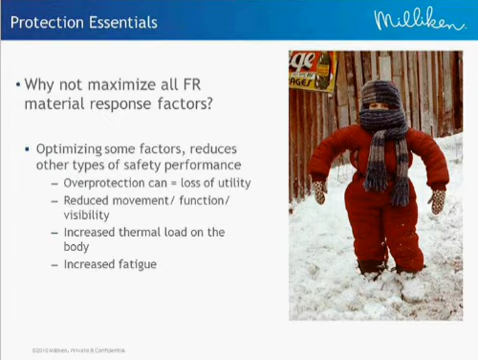 Protection Essentials
Milliken
• Why not maximize all FR
material response factors?
▪ Optimizing some factors, reduces
other types of safety performance
– Overprotection can = loss of utility
– Reduced movement/ function/
visibility
– Increased thermal load on the
body
– Increased fatigue
©2010 Milliken, Private & Confidential